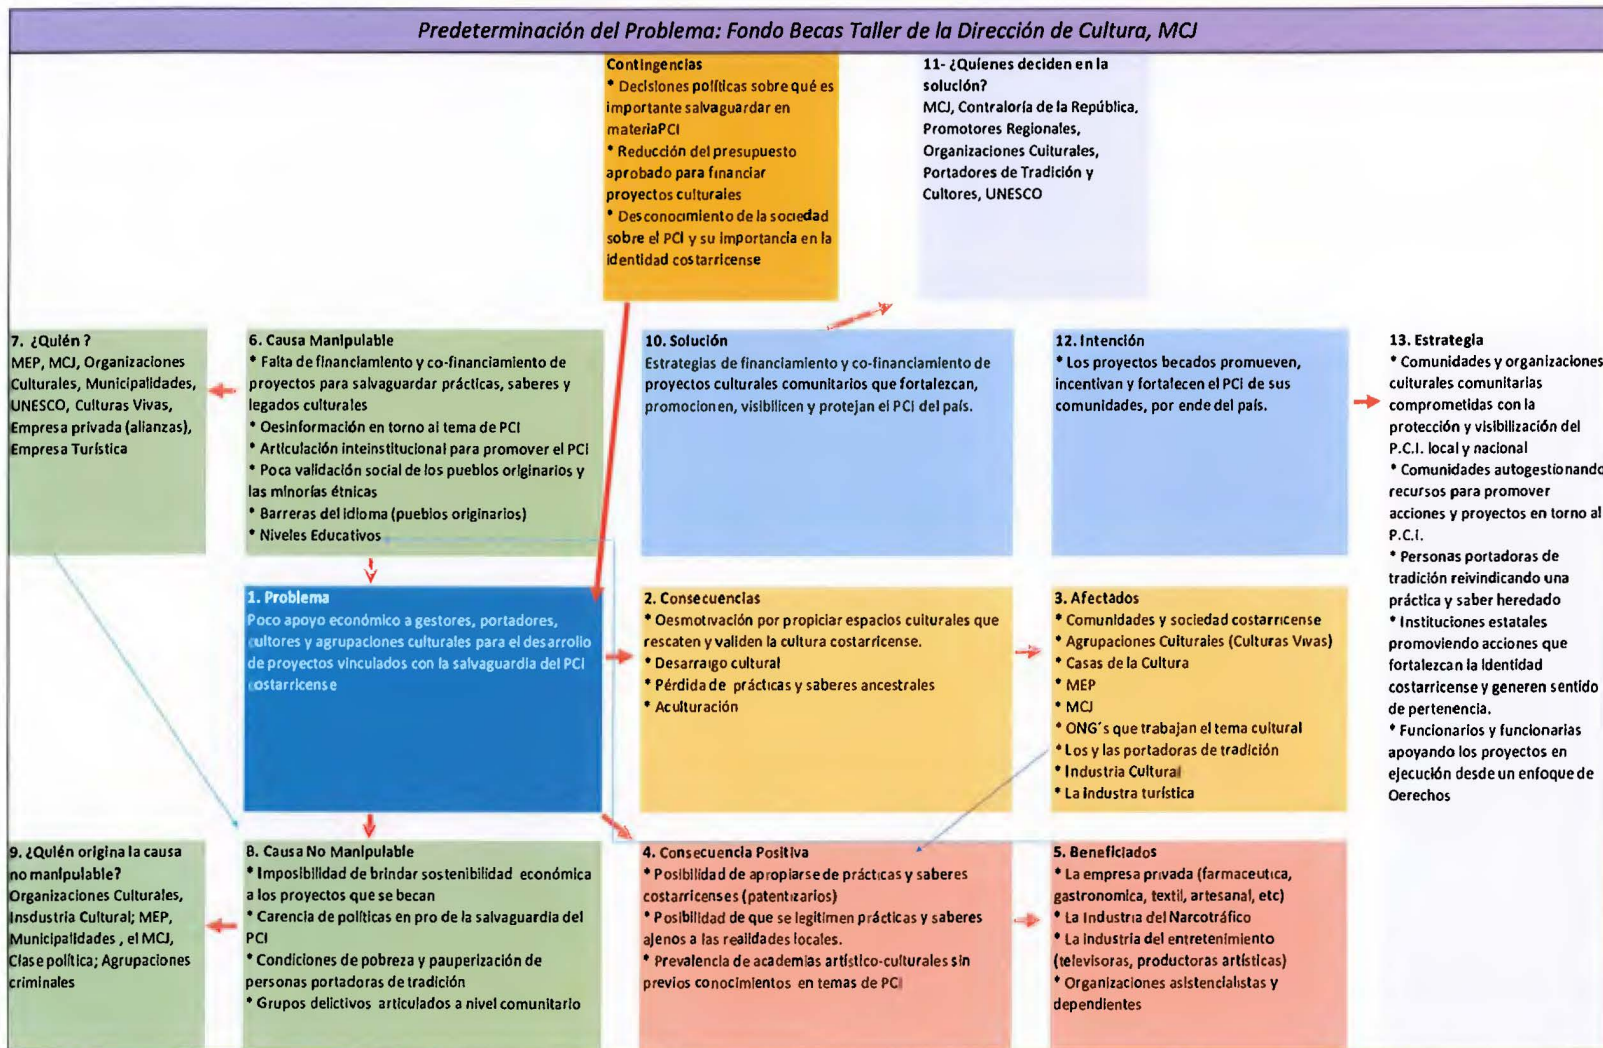 Predeterminación del Problema: Fondo Becas Taller de la Dirección de Cultura, MCJ
Contingencias
* Decisiones políticas sobre qué es
importante salvaguardar en
materiaPCI
* Reducción del presupuesto
aprobado para financiar
proyectos culturales
* Desconocimiento de la sociedad
sobre el PCI y su importancia en la
identidad costarricense
11- ¿Quienes deciden en la
solución?
MCJ, Contraloría de la República,
Promotores Regionales,
Organizaciones Culturales,
Portadores de Tradición y
Cultores, UNESCO
7. ¿Quién ?
MEP, MCJ, Organizaciones
Culturales, Municipalidades,
UNESCO, Culturas Vivas,
Empresa privada (alianzas),
Empresa Turística
6. Causa Manipulable
* Falta de financiamiento y co-financiamiento de
proyectos para salvaguardar prácticas, saberes y
legados culturales
* Oesinformación en torno al tema de PCI
* Articulación inteinstitucional para promover el PCI
* Poca validación social de los pueblos originarios y
las minorías étnicas
* Barreras del idioma (pueblos originarios)
* Niveles Educativos
10. Solución
Estrategias de financiamiento y co-financiamiento de
proyectos culturales comunitarios que fortalezcan,
promocionen, visibilicen y protejan el PCI del país.
12. Intención
* Los proyectos becados promueven,
incentivan y fortalecen el PCI de sus
comunidades, por ende del país.
13. Estrategia
* Comunidades y organizaciones
culturales comunitarias
comprometidas con la
protección y visibilización del
P.C.I. local y nacional
* Comunidades autogestionando
recursos para promover
acciones y proyectos en torno al
P.C.I.
* Personas portadoras de
tradición reivindicando una
práctica y saber heredado
* Instituciones estatales
promoviendo acciones que
fortalezcan la identidad
costarricense y generen sentido
de pertenencia.
* Funcionarios y funcionarias
apoyando los proyectos en
ejecución desde un enfoque de
Oerechos
1. Problema
Poco apoyo económico a gestores, portadores,
cultores y agrupaciones culturales para el desarrollo
de proyectos vinculados con la salvaguardia del PCI
costarricense
2. Consecuencias
* Oesmotivación por propiciar espacios culturales que
rescaten y validen la cultura costarricense.
* Desarraigo cultural
* Pérdida de prácticas y saberes ancestrales
* Aculturación
3. Afectados
* Comunidades y sociedad costarricense
* Agrupaciones Culturales (Culturas Vivas)
* Casas de la Cultura
* MEP
* MCJ
* ONG´s que trabajan el tema cultural
* Los y las portadoras de tradición
* Industria Cultural
* La industra turística
9. ¿Quién origina la causa
no manipulable?
Organizaciones Culturales,
Insdustria Cultural; MEP,
Municipalidades , el MCJ,
Clase política; Agrupaciones
criminales
8. Causa No Manipulable
* Imposibilidad de brindar sostenibilidad económica
a los proyectos que se becan
* Carencia de políticas en pro de la salvaguardia del
PCI
* Condiciones de pobreza y pauperización de
personas portadoras de tradición
* Grupos delictivos articulados a nivel comunitario
4. Consecuencia Positiva
* Posibilidad de apropiarse de prácticas y saberes
costarricenses (patentizarlos)
* Posibilidad de que se legitimen prácticas y saberes
ajenos a las realidades locales.
* Prevalencia de academias artístico-culturales sin
previos conocimientos en temas de PCI
5. Beneficiados
* La empresa privada (farmaceutica,
gastronomica, textil, artesanal, etc)
* La Industria del Narcotráfico
* La industria del entretenimiento
(televisoras, productoras artísticas)
* Organizaciones asistencialistas y
dependientes